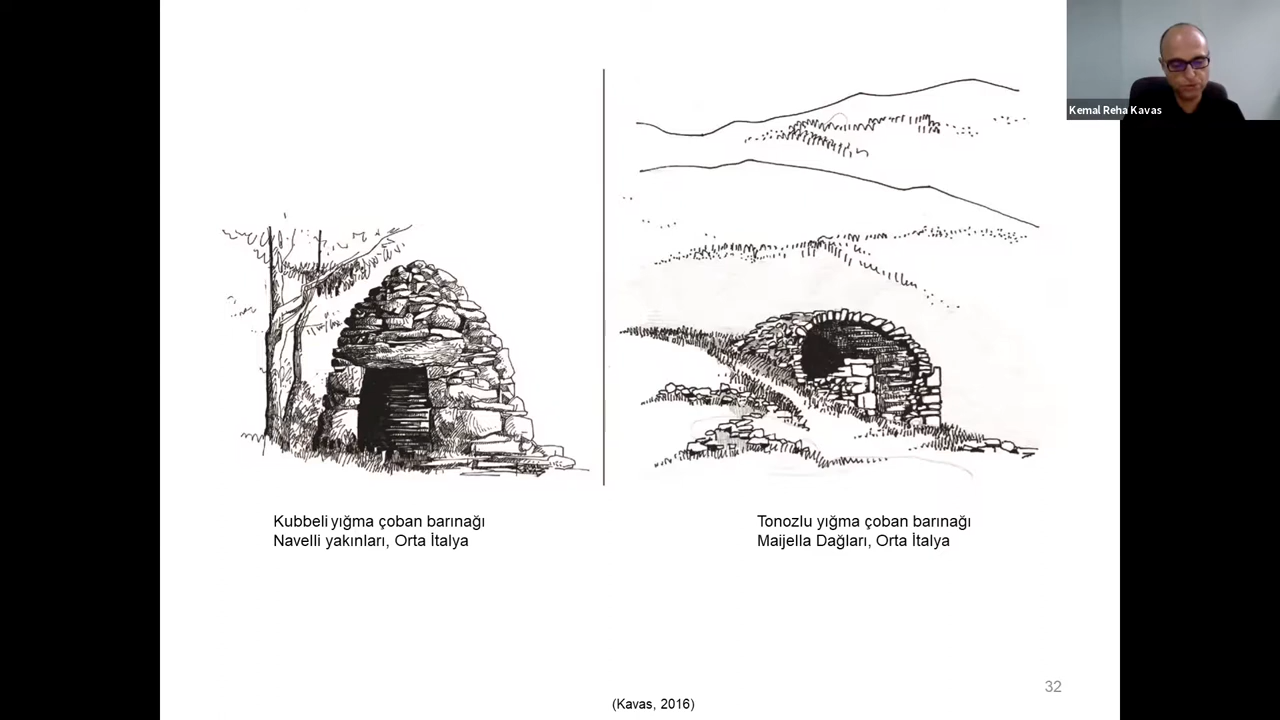 Kemal Reha Kavas
Kubbeli yığma çoban barınağı
Navelli yakınları, Orta İtalya
Tonozlu yığma çoban barınağı
Maijella Dağları, Orta İtalya
32
(Kavas, 2016)